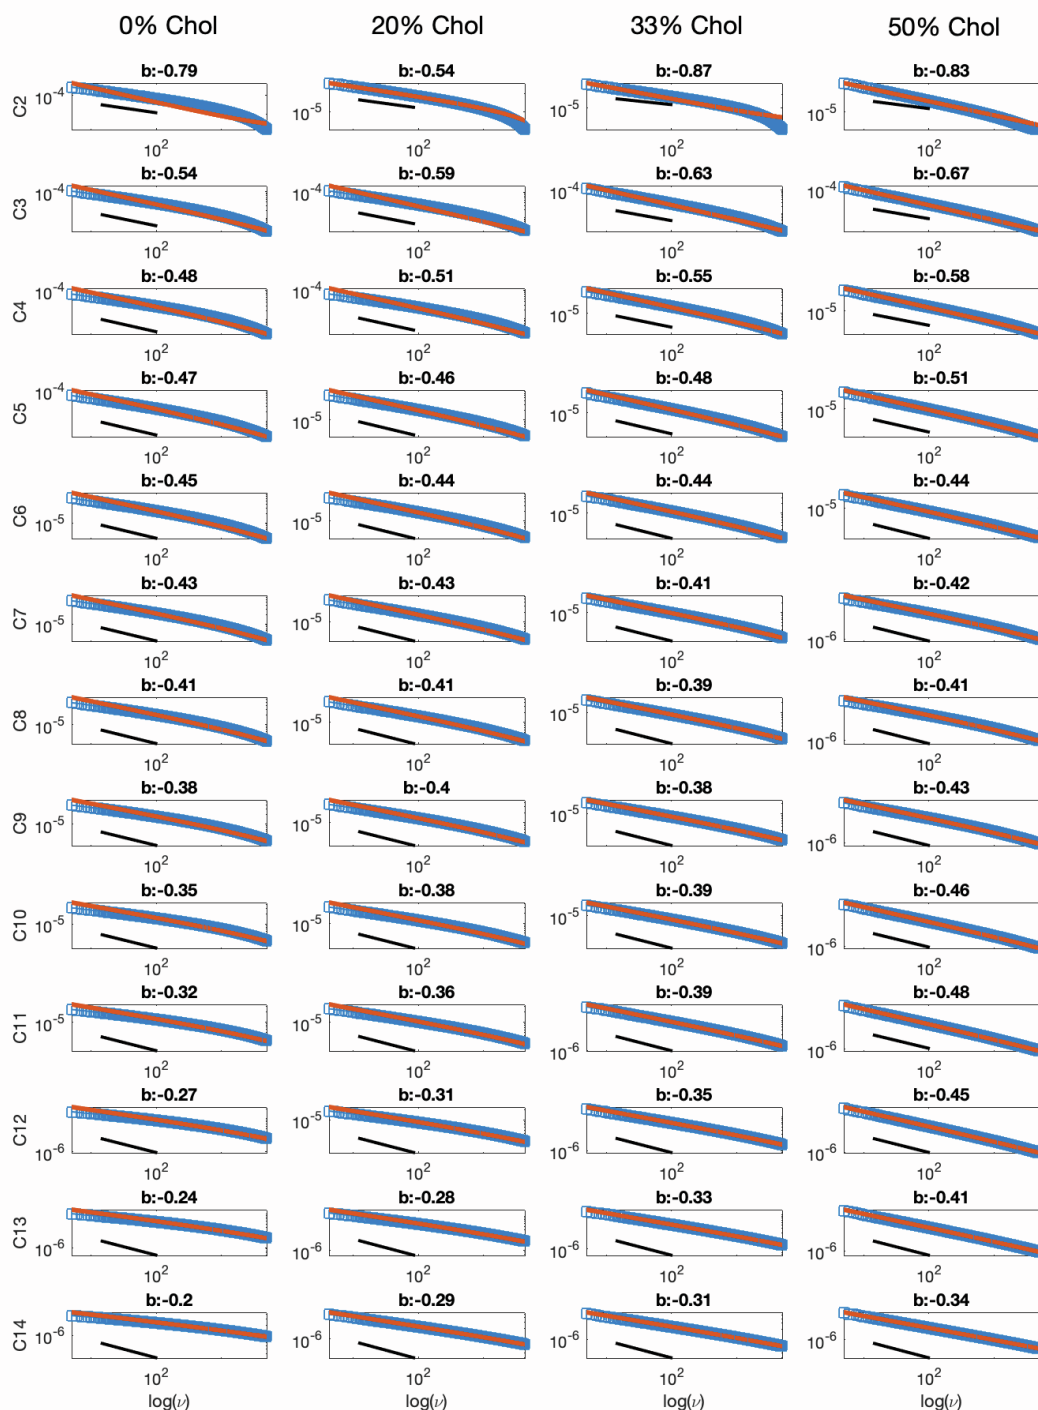 0% Chol 20% Chol 33% Chol 50% Chol
b:-0.79 b:-0.54 b:-0.87 b:-0.83
C2 10^-4 10^-5 10^-5 10^-5
10^2 10^2 10^2 10^2
b:-0.54 b:-0.59 b:-0.63 b:-0.67
C3 10^-4 10^-4 10^-4 10^-4
10^2 10^2 10^2 10^2
b:-0.48 b:-0.51 b:-0.55 b:-0.58
C4 10^-4 10^-4 10^-5 10^-5
10^2 10^2 10^2 10^2
b:-0.47 b:-0.46 b:-0.48 b:-0.51
C5 10^-4 10^-5 10^-5 10^-5
10^2 10^2 10^2 10^2
b:-0.45 b:-0.44 b:-0.44 b:-0.44
C6 10^-5 10^-5 10^-5 10^-5
10^2 10^2 10^2 10^2
b:-0.43 b:-0.43 b:-0.41 b:-0.42
C7 10^-5 10^-5 10^-5 10^-6
10^2 10^2 10^2 10^2
b:-0.41 b:-0.41 b:-0.39 b:-0.41
C8 10^-5 10^-5 10^-5 10^-6
10^2 10^2 10^2 10^2
b:-0.38 b:-0.4 b:-0.38 b:-0.43
C9 10^-5 10^-5 10^-5 10^-6
10^2 10^2 10^2 10^2
b:-0.35 b:-0.38 b:-0.39 b:-0.46
C10 10^-5 10^-5 10^-5 10^-6
10^2 10^2 10^2 10^2
b:-0.32 b:-0.36 b:-0.39 b:-0.48
C11 10^-5 10^-5 10^-6 10^-6
10^2 10^2 10^2 10^2
b:-0.27 b:-0.31 b:-0.35 b:-0.45
C12 10^-6 10^-5 10^-6 10^-6
10^2 10^2 10^2 10^2
b:-0.24 b:-0.28 b:-0.33 b:-0.41
C13 10^-6 10^-6 10^-6 10^-6
10^2 10^2 10^2 10^2
b:-0.2 b:-0.29 b:-0.31 b:-0.34
C14 10^-6 10^-6 10^-6 10^-6
10^2 10^2 10^2 10^2
log(ν) log(ν) log(ν) log(ν)